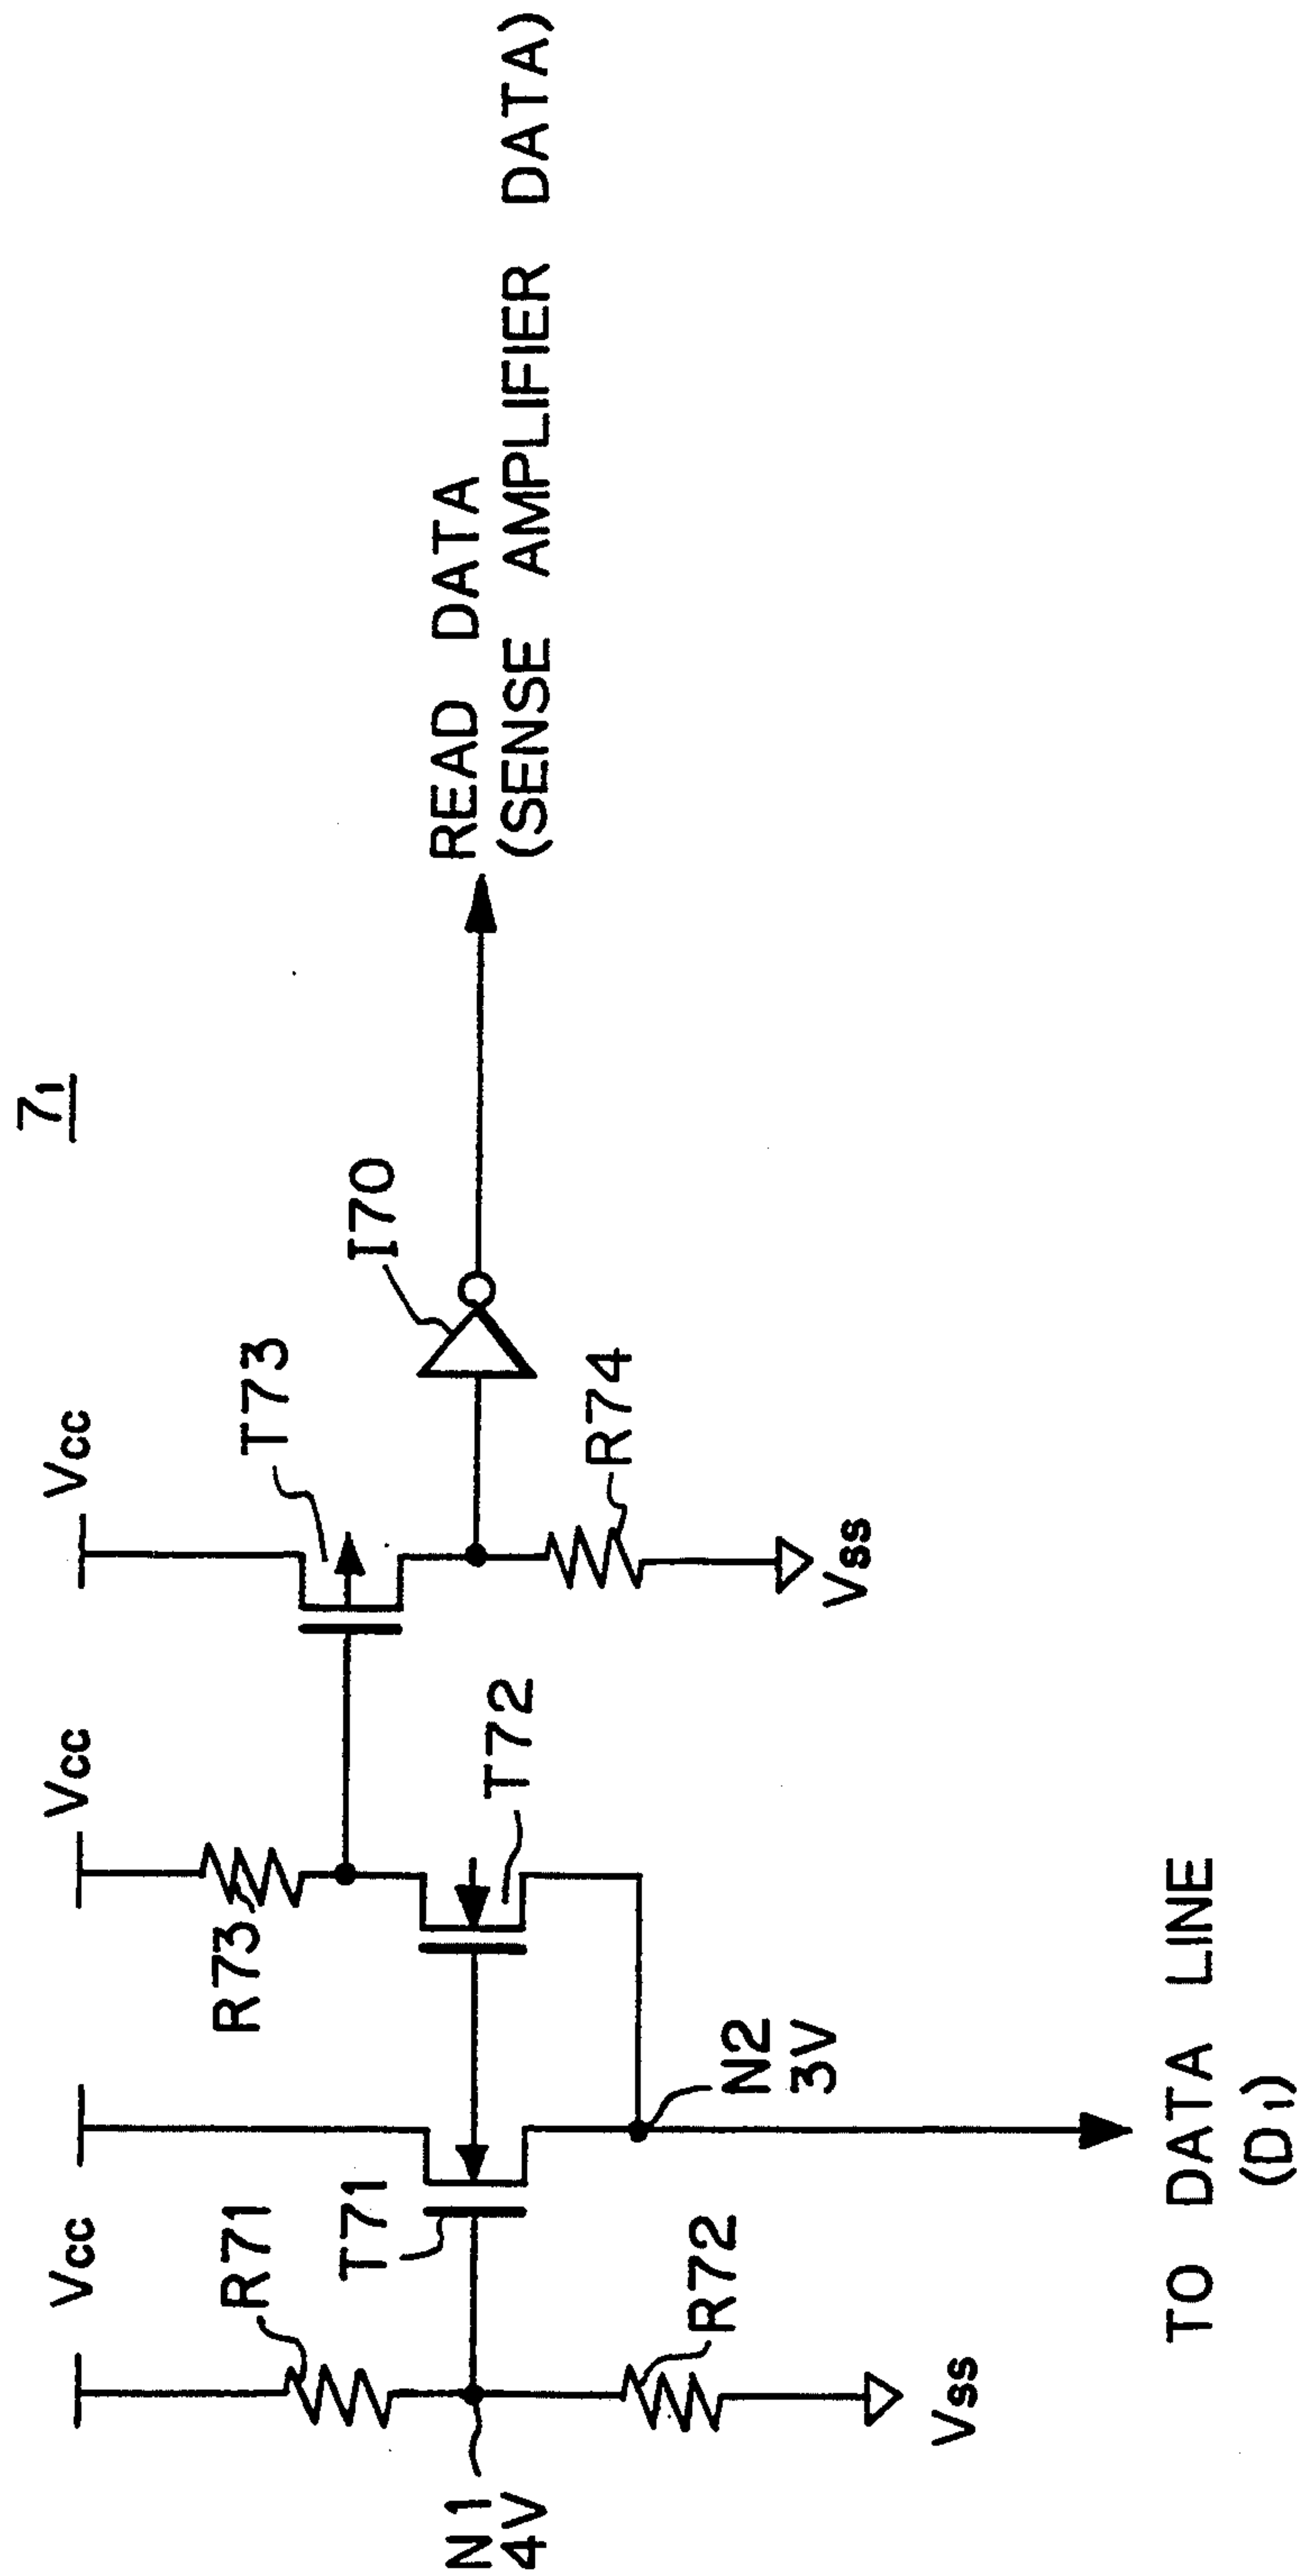 7₁
Vcc
Vcc
Vcc
R71
T71
R73
T72
T73
I70
N1
4V
R72
N2
3V
R74
Vss
Vss
READ DATA
(SENSE AMPLIFIER DATA)
TO DATA LINE
(D₁)